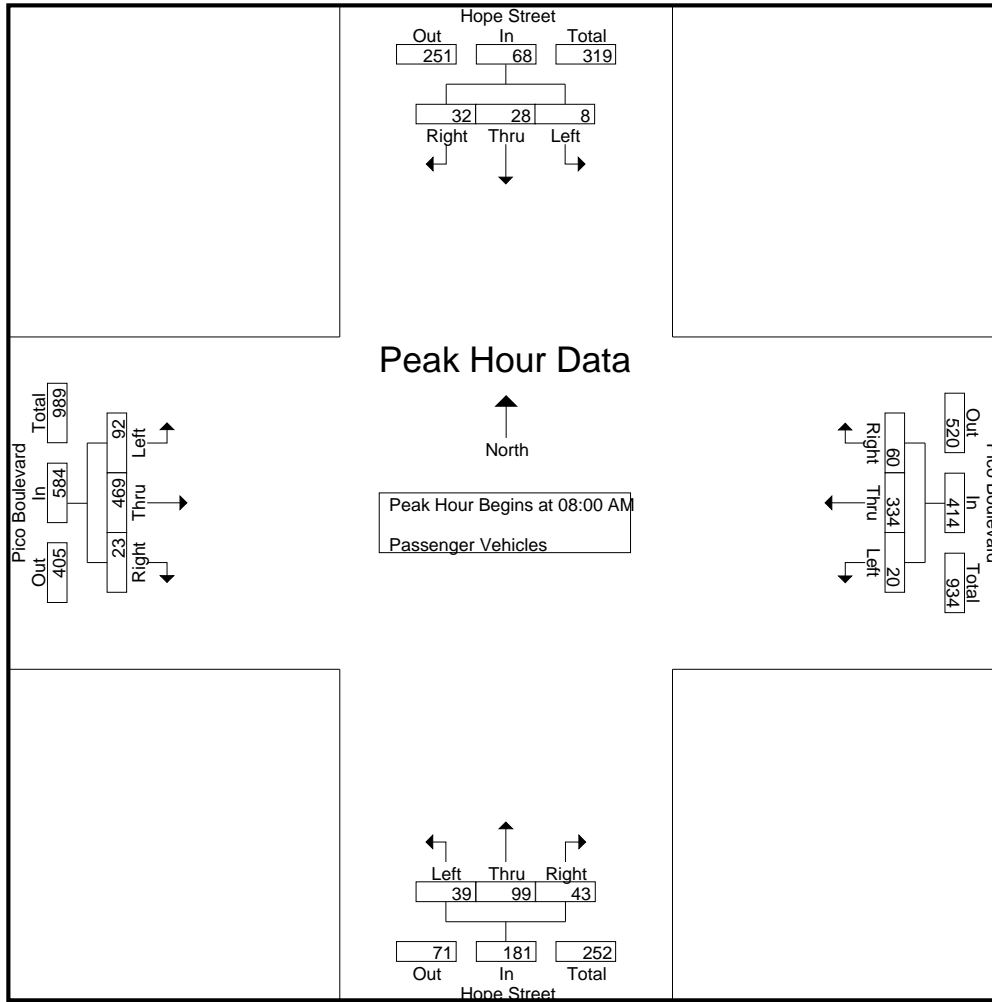 Hope Street
Out In Total
251 68 319
32 28 8
Right Thru Left
Peak Hour Data
North
Peak Hour Begins at 08:00 AM
Passenger Vehicles
Pico Boulevard
Out In Total
405 584 989
92 469 23
Left Thru Right
Right Thru Left
60 334 20
Out In Total
520 414 934
Pico Boulevard
Left Thru Right
39 99 43
71 181 252
Out In Total
Hope Street